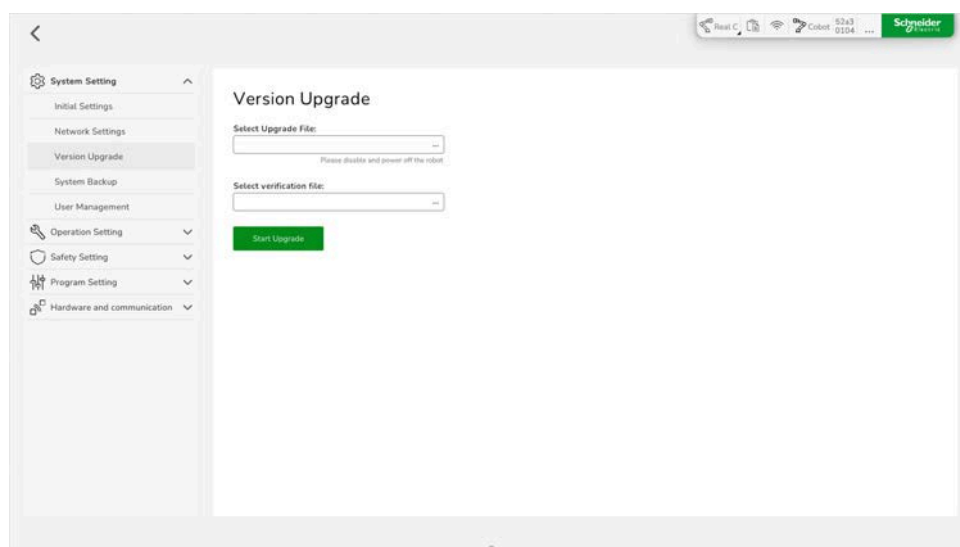 Real C
Cobot
52a3
0104
...
Schneider
Electric
System Setting
Initial Settings
Network Settings
Version Upgrade
System Backup
User Management
Operation Setting
Safety Setting
Program Setting
Hardware and communication
Version Upgrade
Select Upgrade File:
...
Please disable and power off the robot
Select verification file:
...
Start Upgrade